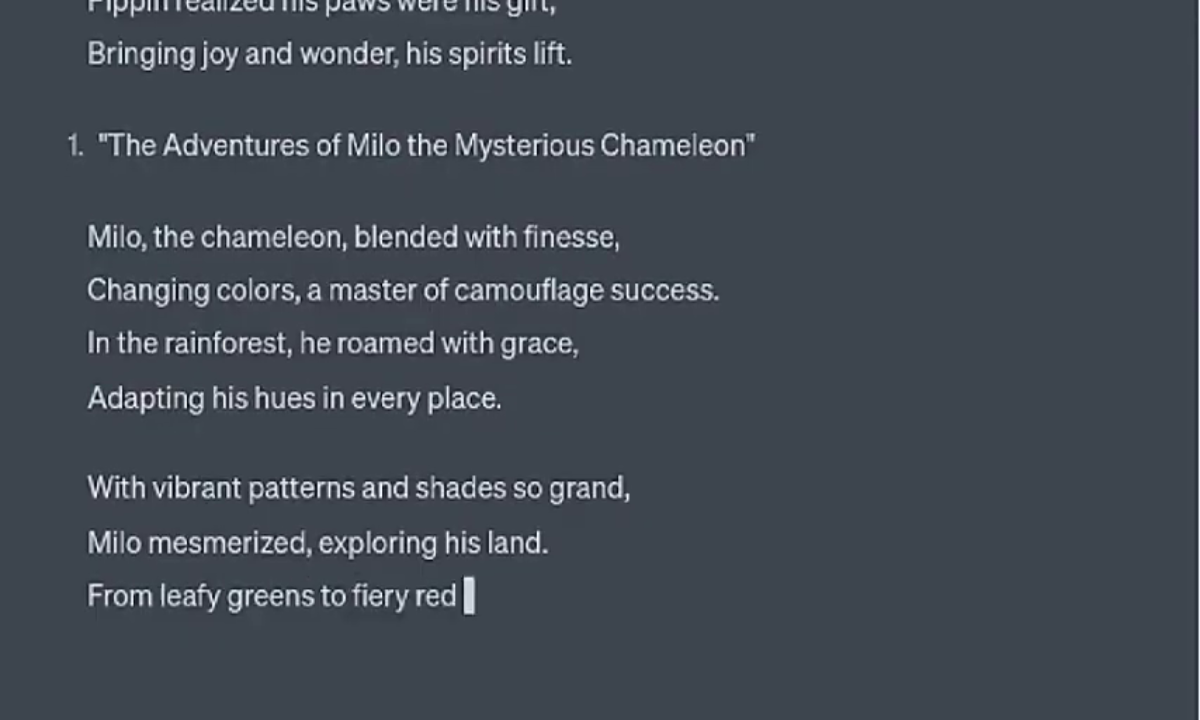 Pippin realized his paws were his gift,
Bringing joy and wonder, his spirits lift.
1. "The Adventures of Milo the Mysterious Chameleon"
Milo, the chameleon, blended with finesse,
Changing colors, a master of camouflage success.
In the rainforest, he roamed with grace,
Adapting his hues in every place.
With vibrant patterns and shades so grand,
Milo mesmerized, exploring his land.
From leafy greens to fiery red